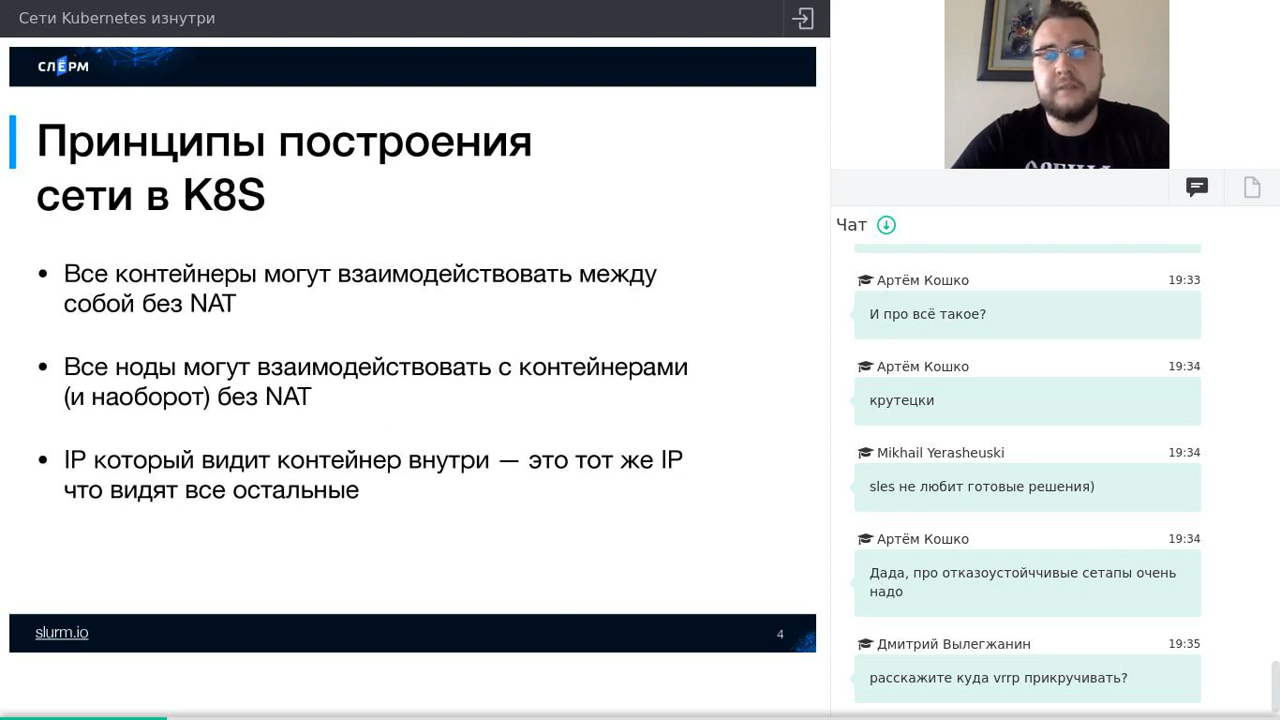 Сети Kubernetes изнутри
СЛЁРМ
Принципы построения
сети в K8S
• Все контейнеры могут взаимодействовать между
собой без NAT
• Все ноды могут взаимодействовать с контейнерами
(и наоборот) без NAT
• IP который видит контейнер внутри — это тот же IP
что видят все остальные
slurm.io
4
Чат
Артём Кошко 19:33
И про всё такое?
Артём Кошко 19:34
крутецки
Mikhail Yerasheuski 19:34
sles не любит готовые решения)
Артём Кошко 19:34
Дада, про отказоустойччивые сетапы очень
надо
Дмитрий Вылегжанин 19:35
расскажите куда vrrp прикручивать?